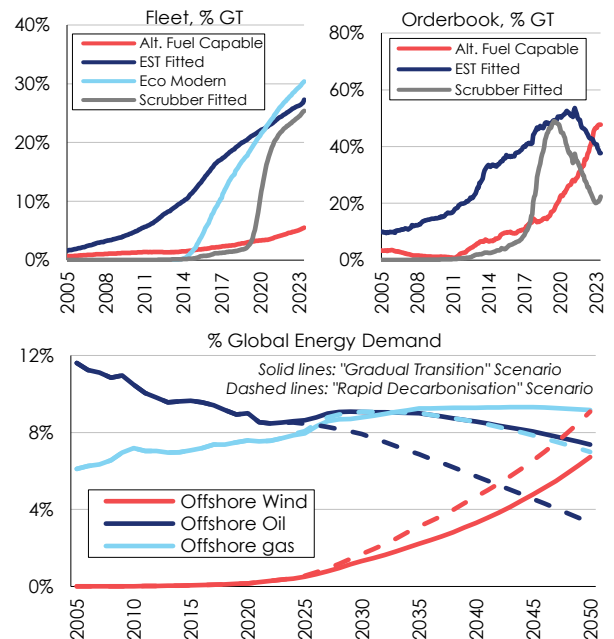 Fleet, % GT
40%
30%
20%
10%
0%
Alt. Fuel Capable
EST Fitted
Eco Modern
Scrubber Fitted
2005
2008
2011
2014
2017
2020
2023
Orderbook, % GT
80%
60%
40%
20%
0%
Alt. Fuel Capable
EST Fitted
Scrubber Fitted
2005
2008
2011
2014
2017
2020
2023
% Global Energy Demand
Solid lines: "Gradual Transition" Scenario
Dashed lines: "Rapid Decarbonisation" Scenario
12%
8%
4%
0%
Offshore Wind
Offshore Oil
Offshore gas
2005
2010
2015
2020
2025
2030
2035
2040
2045
2050